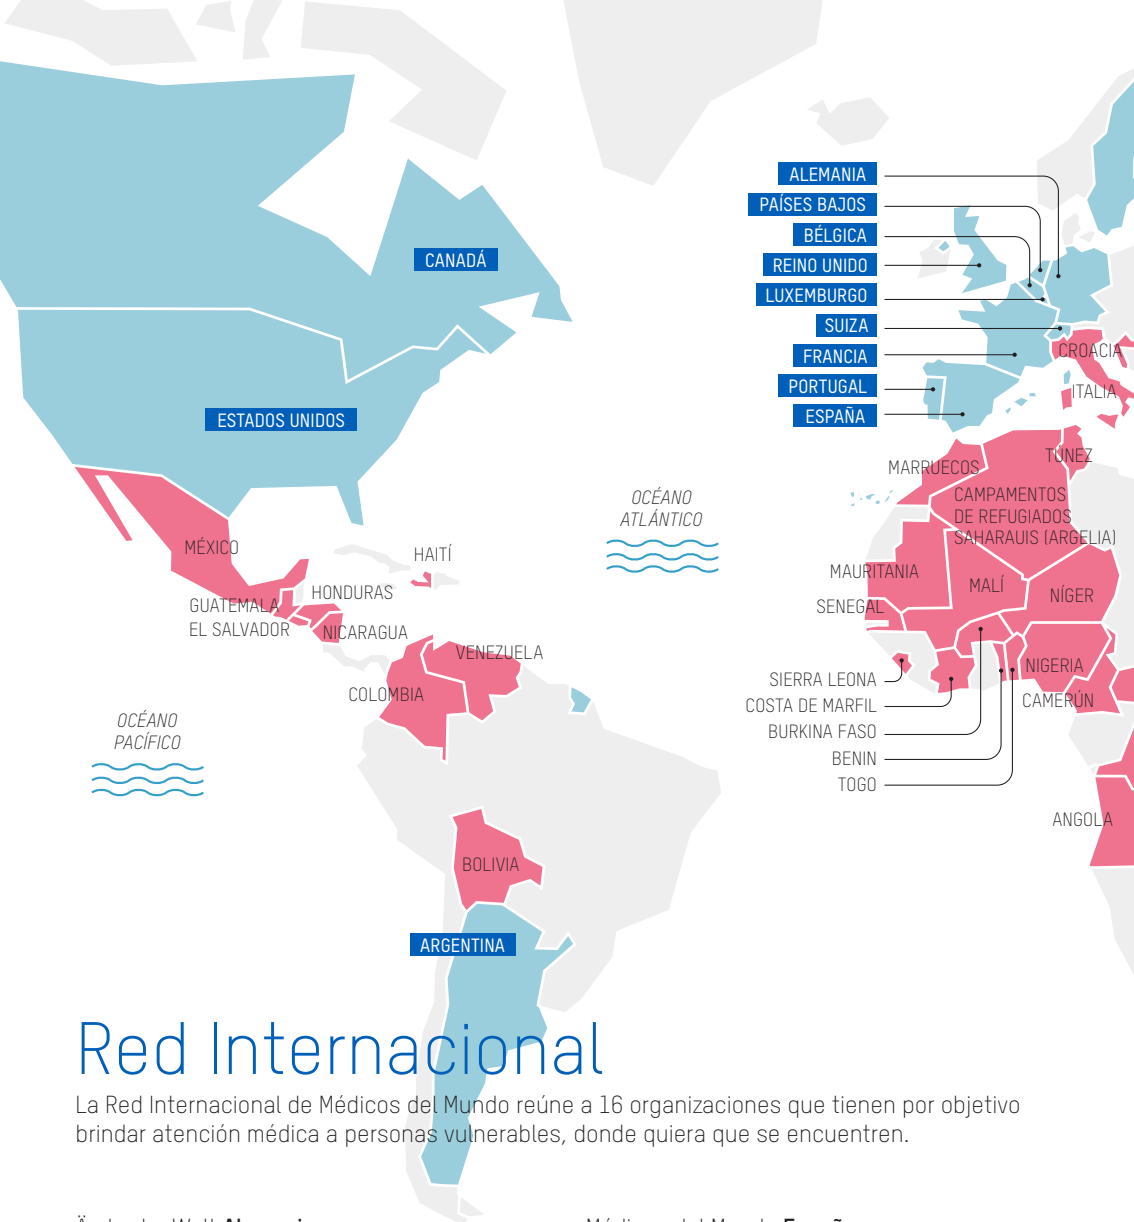 ALEMANIA
PAÍSES BAJOS
BÉLGICA
CANADÁ
REINO UNIDO
LUXEMBURGO
SUIZA
FRANCIA
CROACIA
PORTUGAL
ITALIA
ESTADOS UNIDOS
ESPAÑA
TÚNEZ
MARRUECOS
OCÉANO
ATLÁNTICO
CAMPAMENTOS
DE REFUGIADOS
SAHARAUIS (ARGELIA)
MÉXICO
HAITÍ
MAURITANIA
MALÍ
HONDURAS
NÍGER
GUATEMALA
SENEGAL
EL SALVADOR
NICARAGUA
VENEZUELA
NIGERIA
SIERRA LEONA
COLOMBIA
CAMERÚN
COSTA DE MARFIL
OCÉANO
PACÍFICO
BURKINA FASO
BENIN
TOGO
ANGOLA
BOLIVIA
ARGENTINA
Red Internacional
La Red Internacional de Médicos del Mundo reúne a 16 organizaciones que tienen por objetivo
brindar atención médica a personas vulnerables, donde quiera que se encuentren.